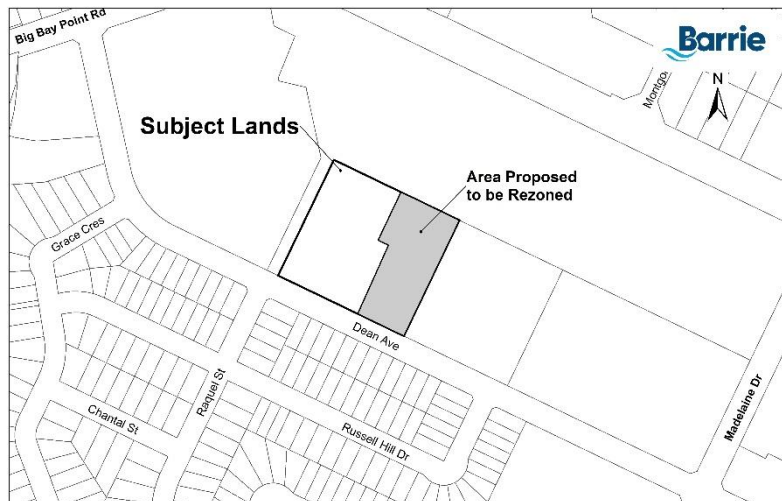 Big Bay Point Rd
Barrie
Montgo
N
Subject Lands
Area Proposed
to be Rezoned
Grace Cres
Dean Ave
Raquel St
Chantal St
Russell Hill Dr
Madelaine Dr